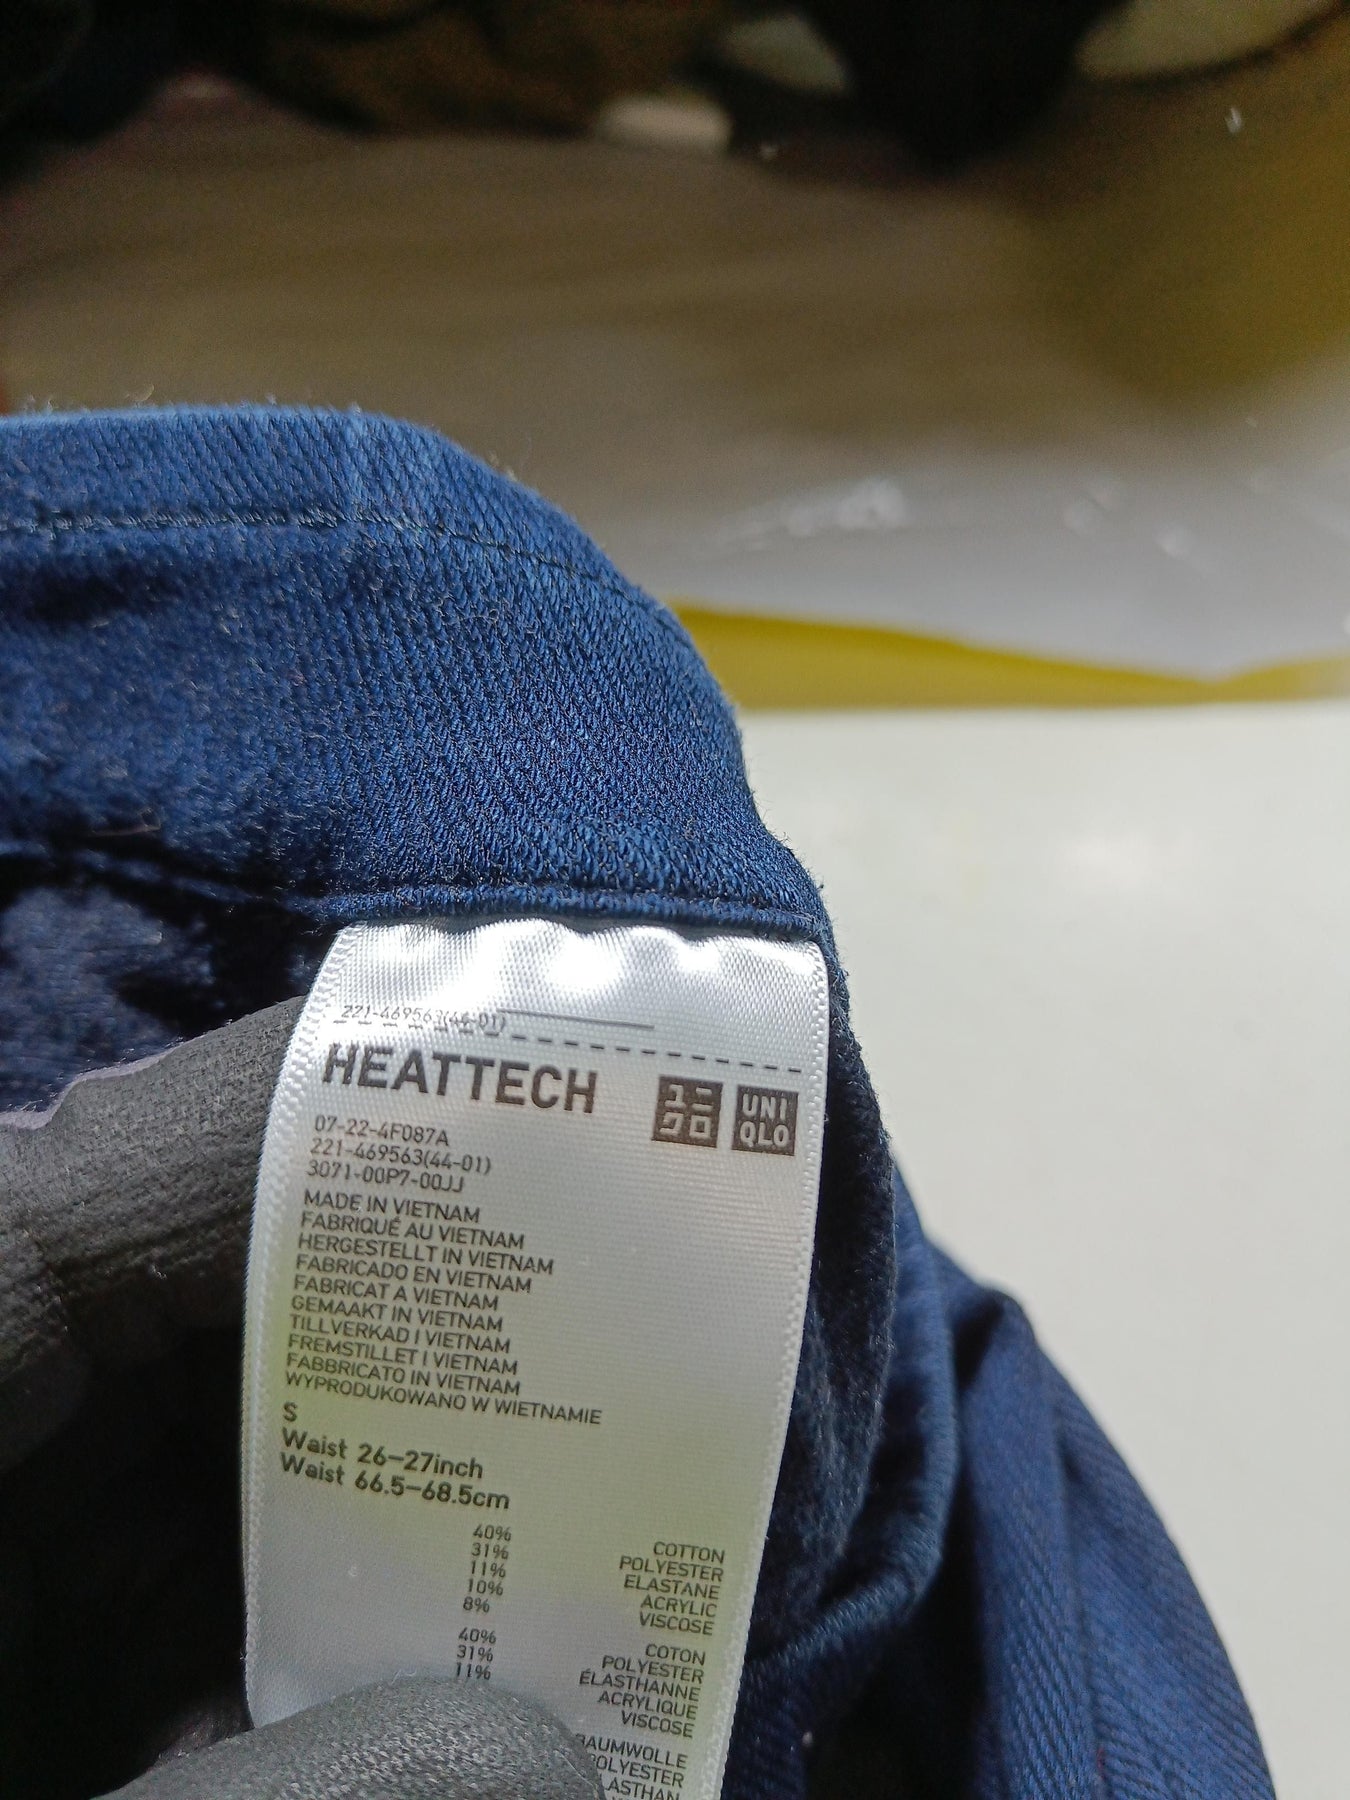 221-469563(44-01)
HEATTECH
ユニ
クロ
UNI
QLO
07-22-4F087A
221-469563(44-01)
3071-00P7-00JJ
MADE IN VIETNAM
FABRIQUÉ AU VIETNAM
HERGESTELLT IN VIETNAM
FABRICADO EN VIETNAM
FABRICAT A VIETNAM
GEMAAKT IN VIETNAM
TILLVERKAD I VIETNAM
FREMSTILLET I VIETNAM
FABBRICATO IN VIETNAM
WYPRODUKOWANO W WIETNAMIE
S
Waist 26-27inch
Waist 66.5-68.5cm
40% COTTON
31% POLYESTER
11% ELASTANE
10% ACRYLIC
8% VISCOSE
40% COTON
31% POLYESTER
11% ÉLASTHANNE
ACRYLIQUE
VISCOSE
BAUMWOLLE
POLYESTER